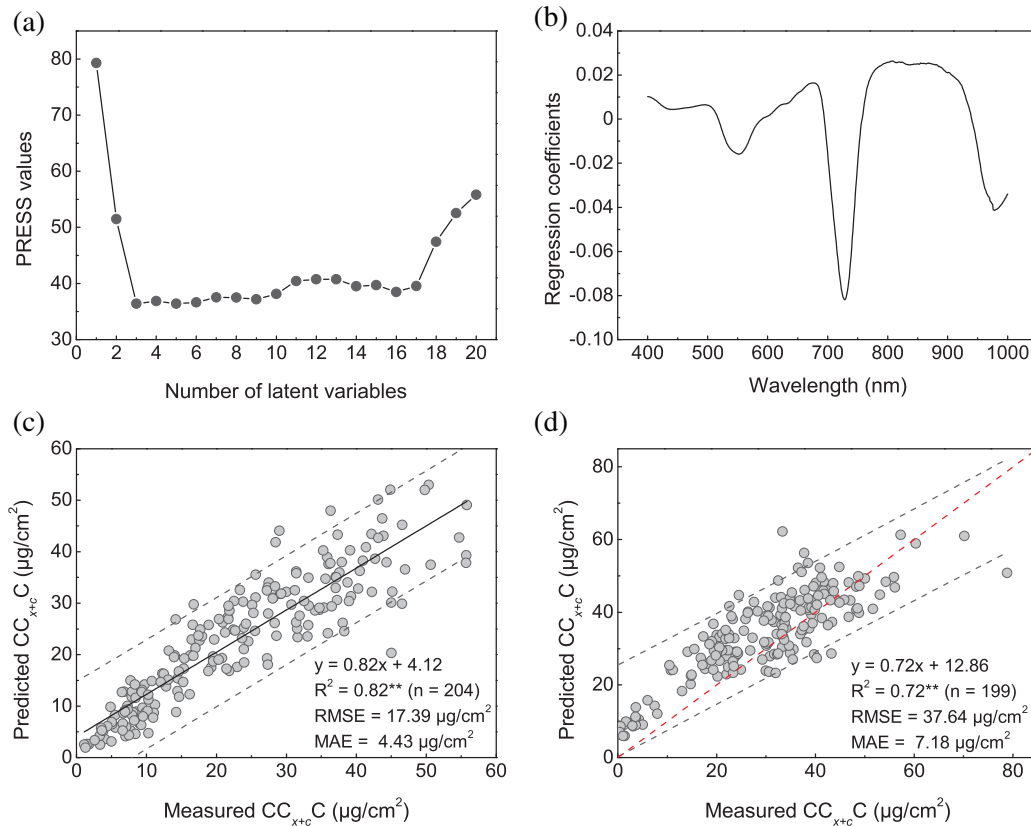 (a)
80
70
60
50
40
30
PRESS values
0 2 4 6 8 10 12 14 16 18 20
Number of latent variables
(b)
0.04
0.02
0
-0.02
-0.04
-0.06
-0.08
-0.10
Regression coefficients
400 500 600 700 800 900 1000
Wavelength (nm)
(c)
60
50
40
30
20
10
0
Predicted CCx+cC (µg/cm2)
y = 0.82x + 4.12
R2 = 0.82** (n = 204)
RMSE = 17.39 µg/cm2
MAE = 4.43 µg/cm2
0 10 20 30 40 50 60
Measured CCx+cC (µg/cm2)
(d)
80
60
40
20
0
Predicted CCx+cC (µg/cm2)
y = 0.72x + 12.86
R2 = 0.72** (n = 199)
RMSE = 37.64 µg/cm2
MAE = 7.18 µg/cm2
0 20 40 60 80
Measured CCx+cC (µg/cm2)